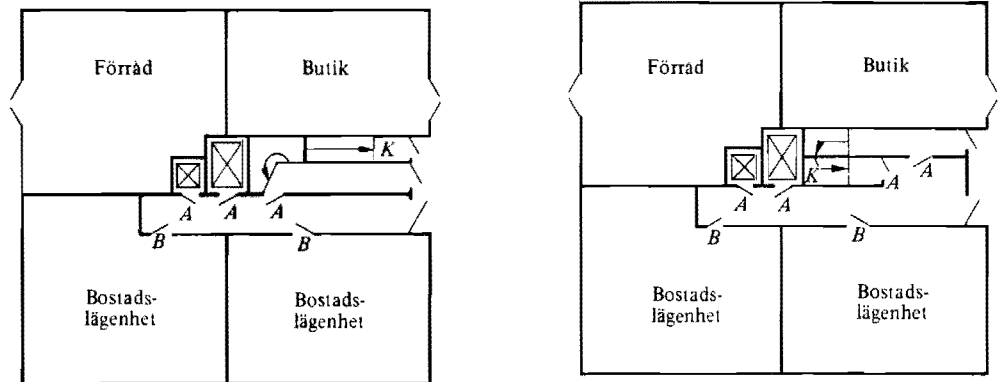 Förråd
Butik
K
A
A
A
B
B
Bostads-
lägenhet
Bostads-
lägenhet
Förråd
Butik
K
A
A
A
A
B
B
Bostads-
lägenhet
Bostads-
lägenhet